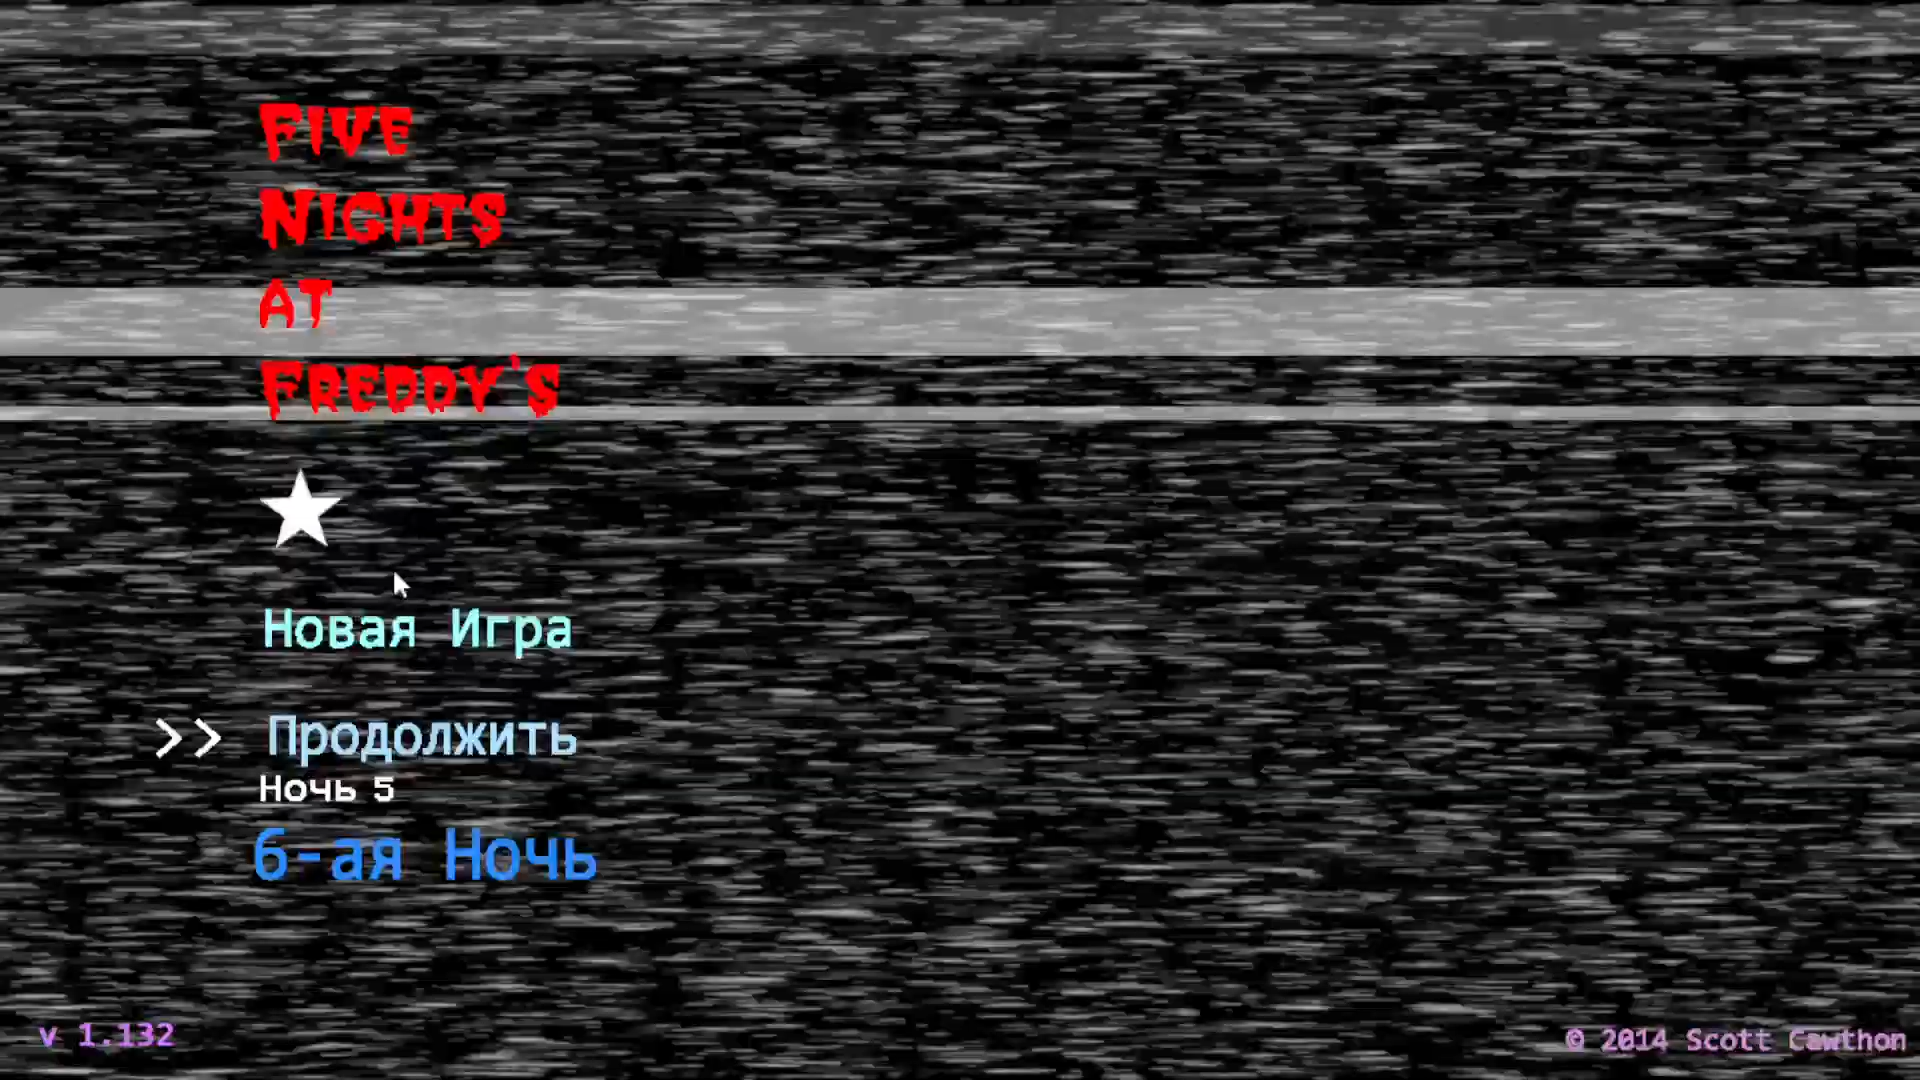 Five
Nights
at
Freddy's
Новая Игра
>> Продолжить
Ночь 5
6-ая Ночь
v 1.132
© 2014 Scott Cawthon